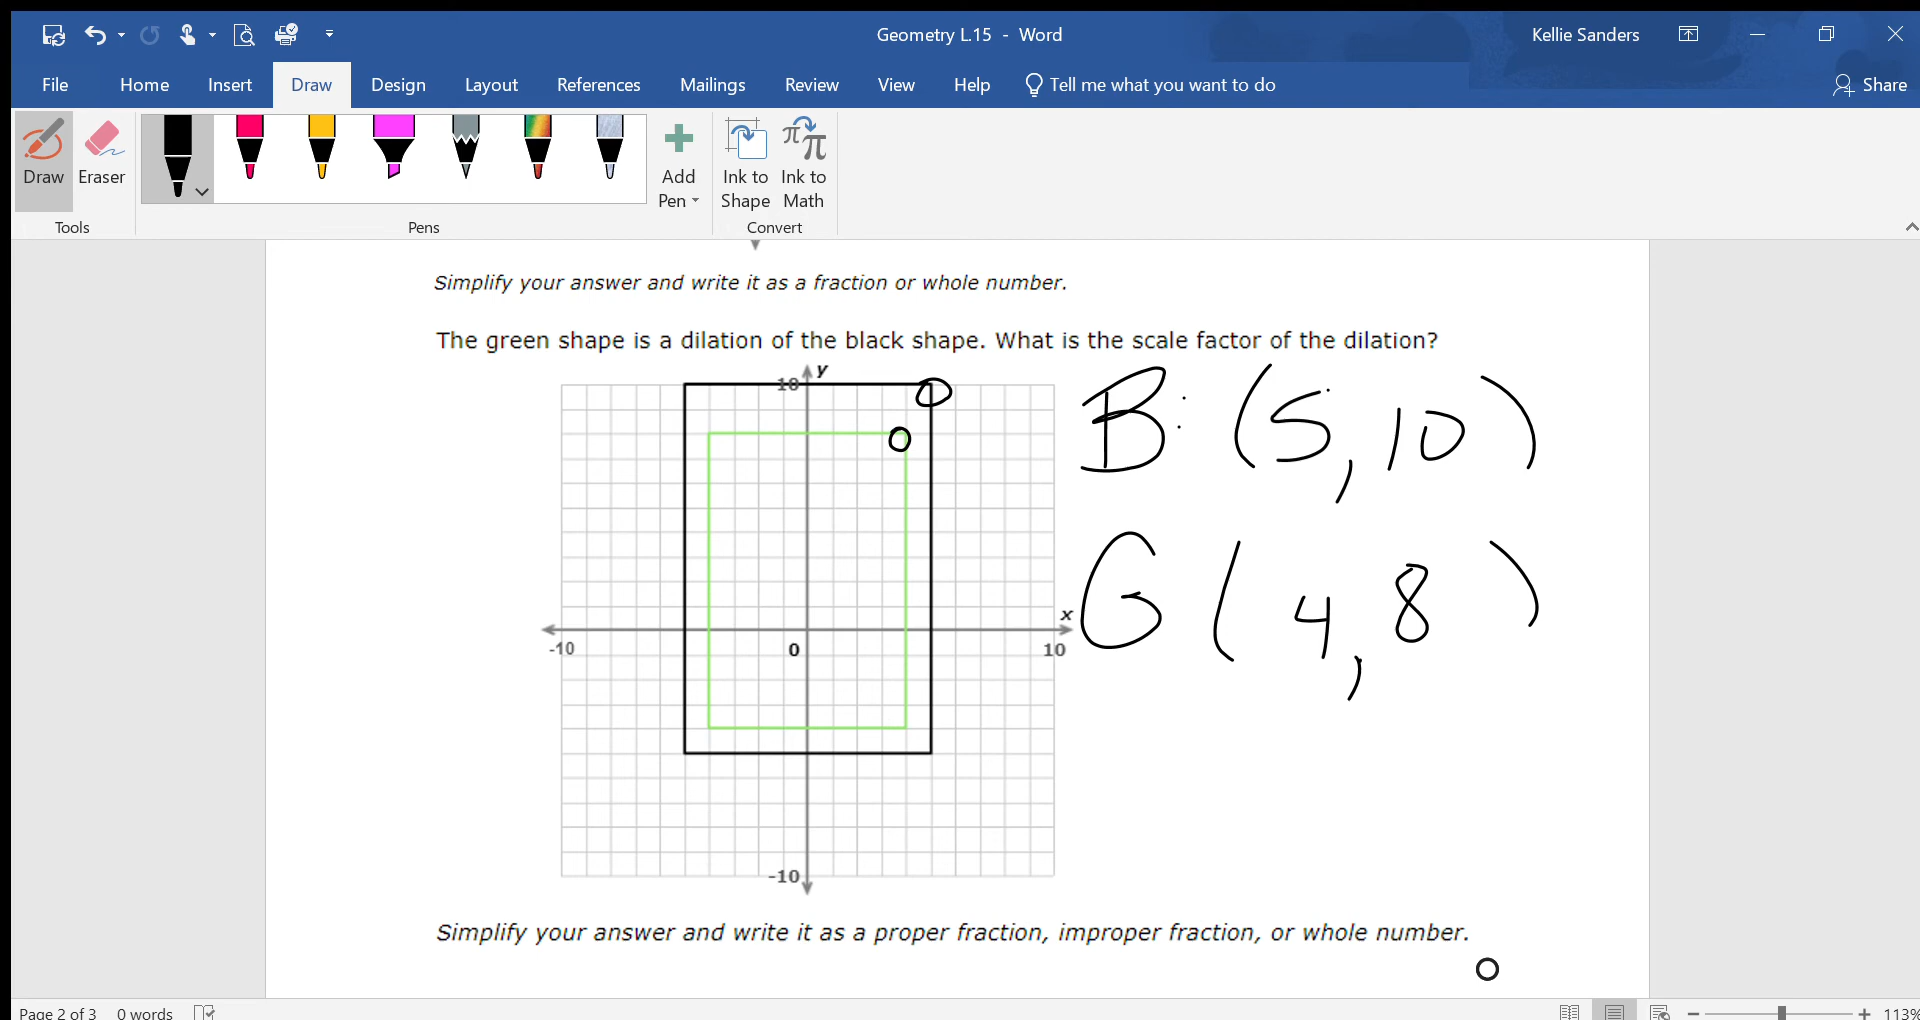 Geometry L.15 - Word
Kellie Sanders
File Home Insert Draw Design Layout References Mailings Review View Help Tell me what you want to do Share
Draw Eraser
Add Pen
Ink to Shape
Ink to Math
Tools Pens Convert
Simplify your answer and write it as a fraction or whole number.
The green shape is a dilation of the black shape. What is the scale factor of the dilation?
y
10
B: (5, 10)
x
G (4, 8)
-10 0 10
-10
Simplify your answer and write it as a proper fraction, improper fraction, or whole number.
Page 2 of 3 0 words
113%